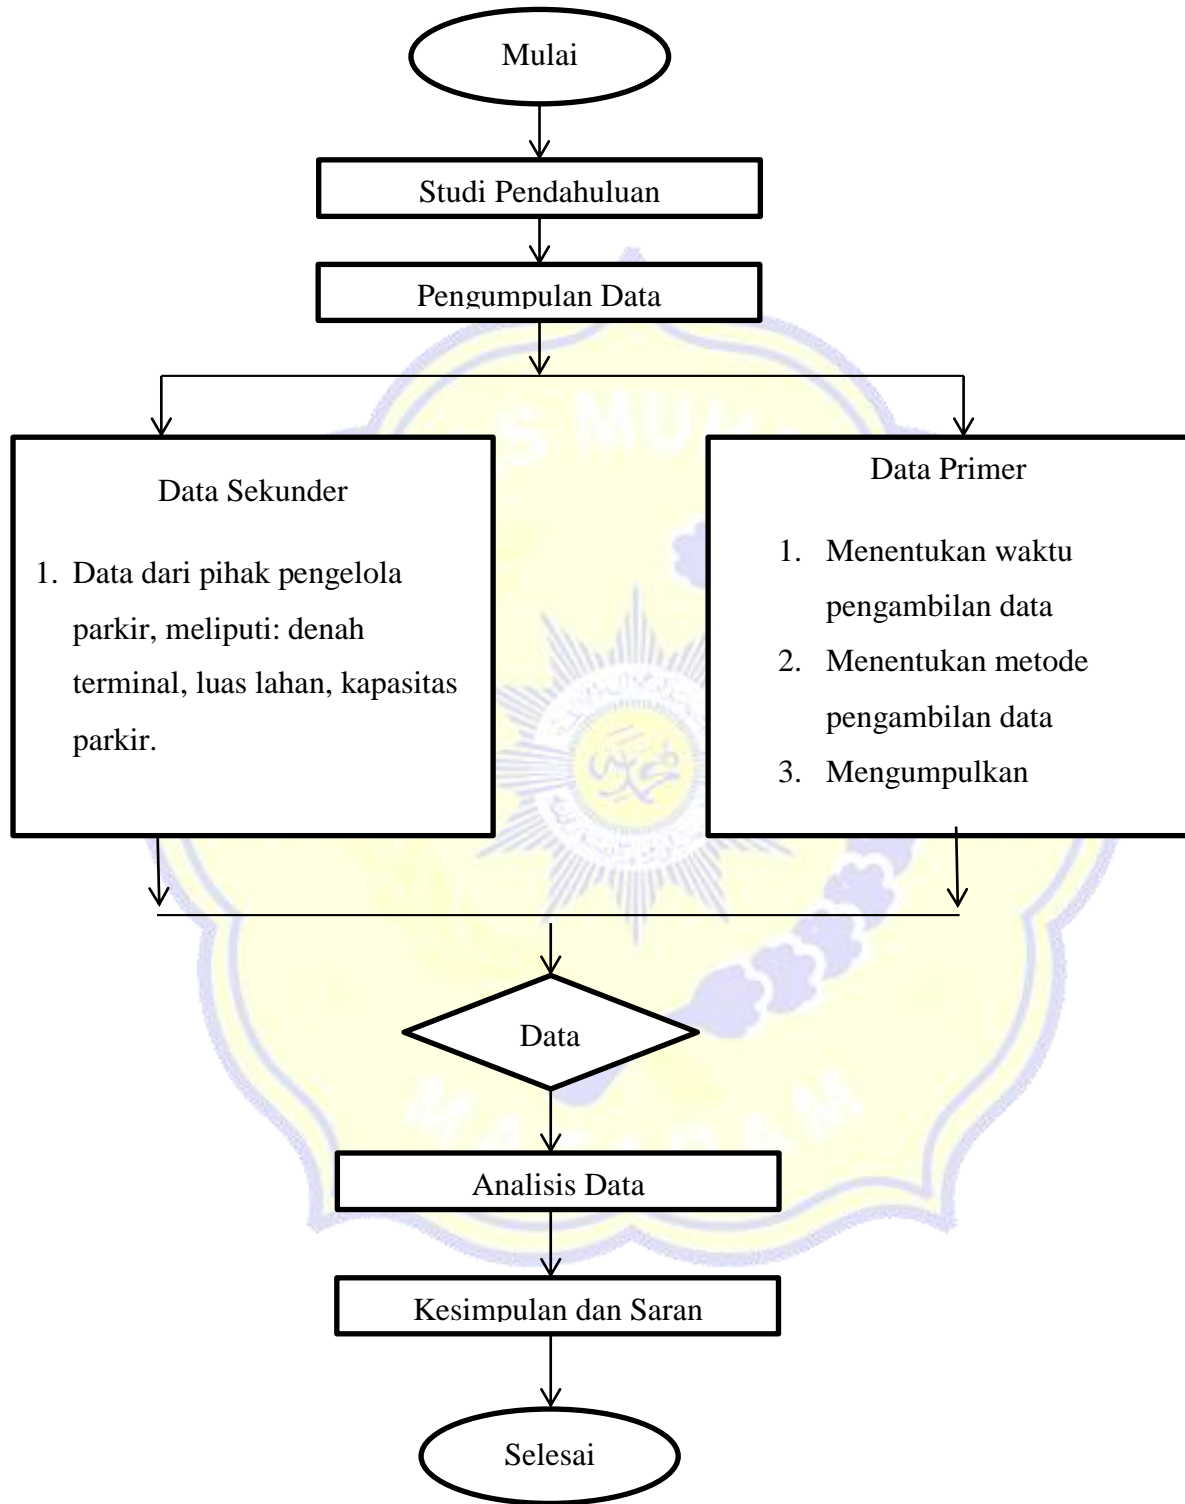 Mulai
Studi Pendahuluan
Pengumpulan Data
Data Sekunder
1. Data dari pihak pengelola
parkir, meliputi: denah
terminal, luas lahan, kapasitas
parkir.
Data Primer
1. Menentukan waktu
pengambilan data
2. Menentukan metode
pengambilan data
3. Mengumpulkan
Data
Analisis Data
Kesimpulan dan Saran
Selesai
MATARAM